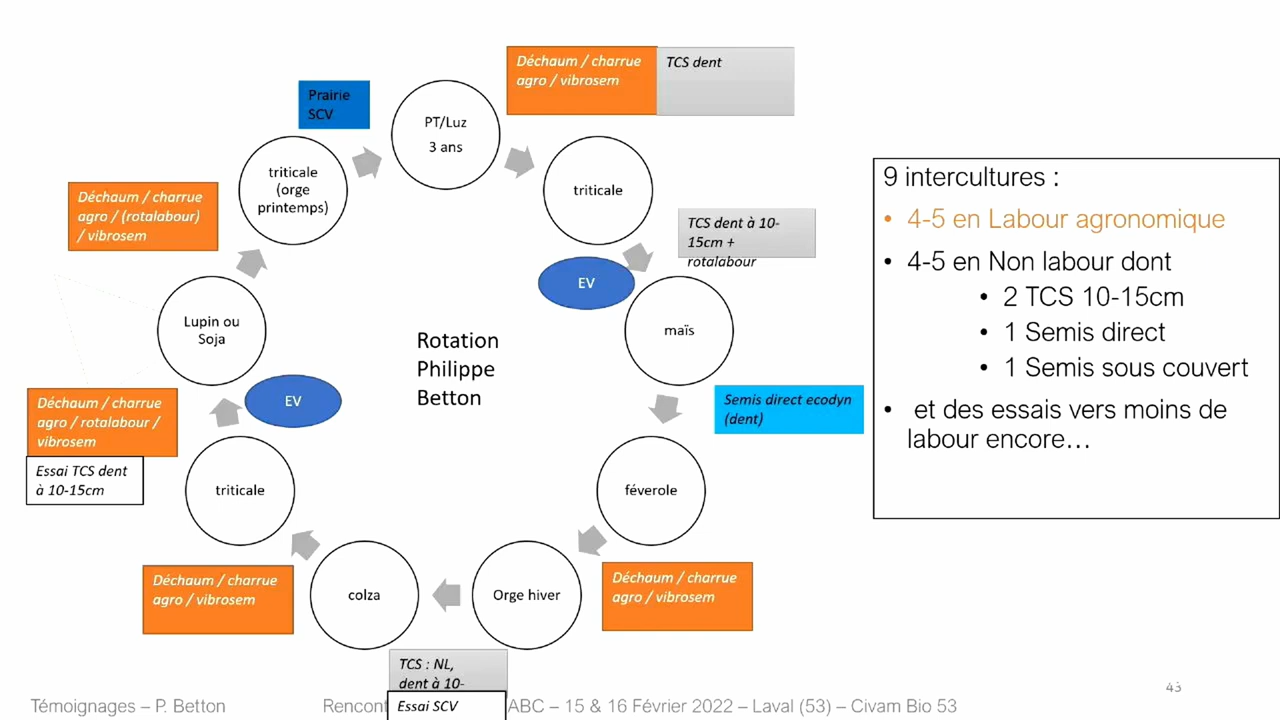 Déchaum / charrue
agro / vibrosem
TCS dent
Prairie
SCV
PT/Luz
3 ans
triticale
(orge
printemps)
triticale
Déchaum / charrue
agro / (rotalabour)
/ vibrosem
TCS dent à 10-
15cm +
rotalabour
EV
Lupin ou
Soja
maïs
Rotation
Philippe
Betton
Déchaum / charrue
agro / rotalabour /
vibrosem
EV
Semis direct ecodyn
(dent)
Essai TCS dent
à 10-15cm
triticale
féverole
Déchaum / charrue
agro / vibrosem
colza
Orge hiver
Déchaum / charrue
agro / vibrosem
TCS : NL,
dent à 10-
Essai SCV
9 intercultures :
• 4-5 en Labour agronomique
• 4-5 en Non labour dont
• 2 TCS 10-15cm
• 1 Semis direct
• 1 Semis sous couvert
• et des essais vers moins de
labour encore…
Témoignages – P. Betton
Rencont ABC – 15 & 16 Février 2022 – Laval (53) – Civam Bio 53
43